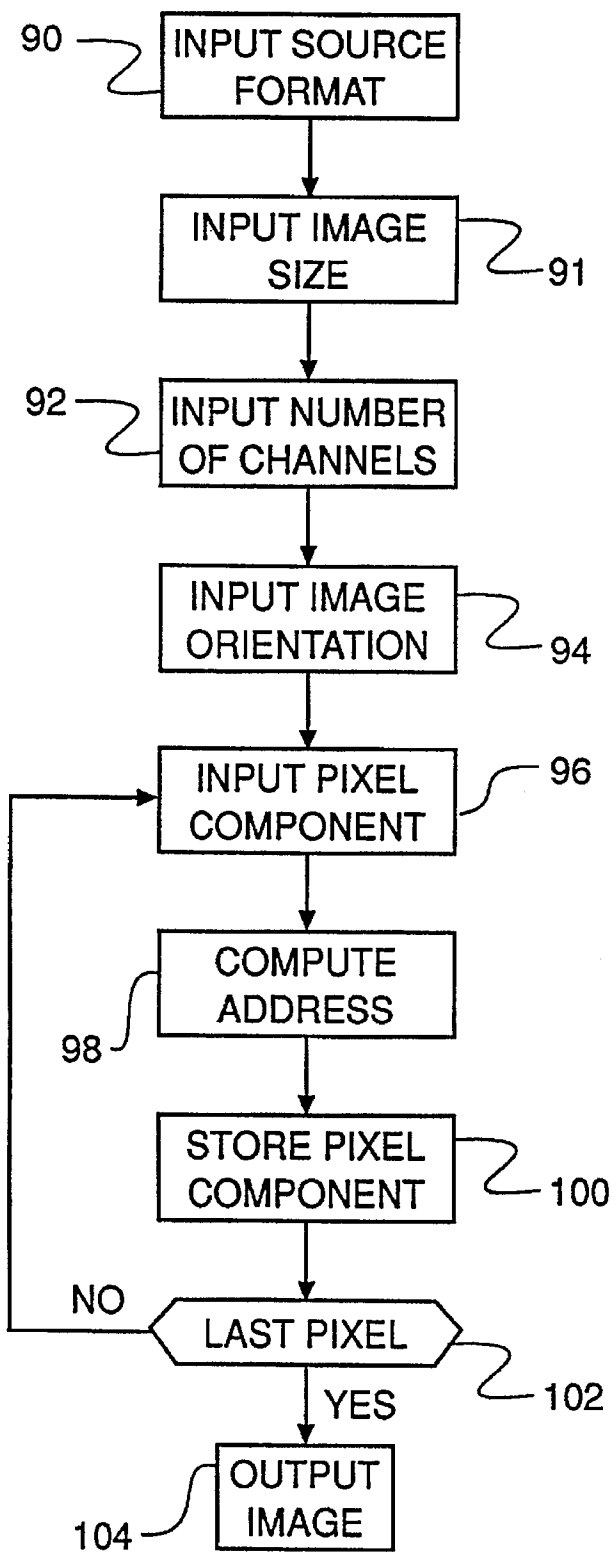 90
INPUT SOURCE
FORMAT
INPUT IMAGE
SIZE
91
92
INPUT NUMBER
OF CHANNELS
INPUT IMAGE
ORIENTATION
94
INPUT PIXEL
COMPONENT
96
COMPUTE
ADDRESS
98
STORE PIXEL
COMPONENT
100
NO
LAST PIXEL
102
YES
OUTPUT
IMAGE
104